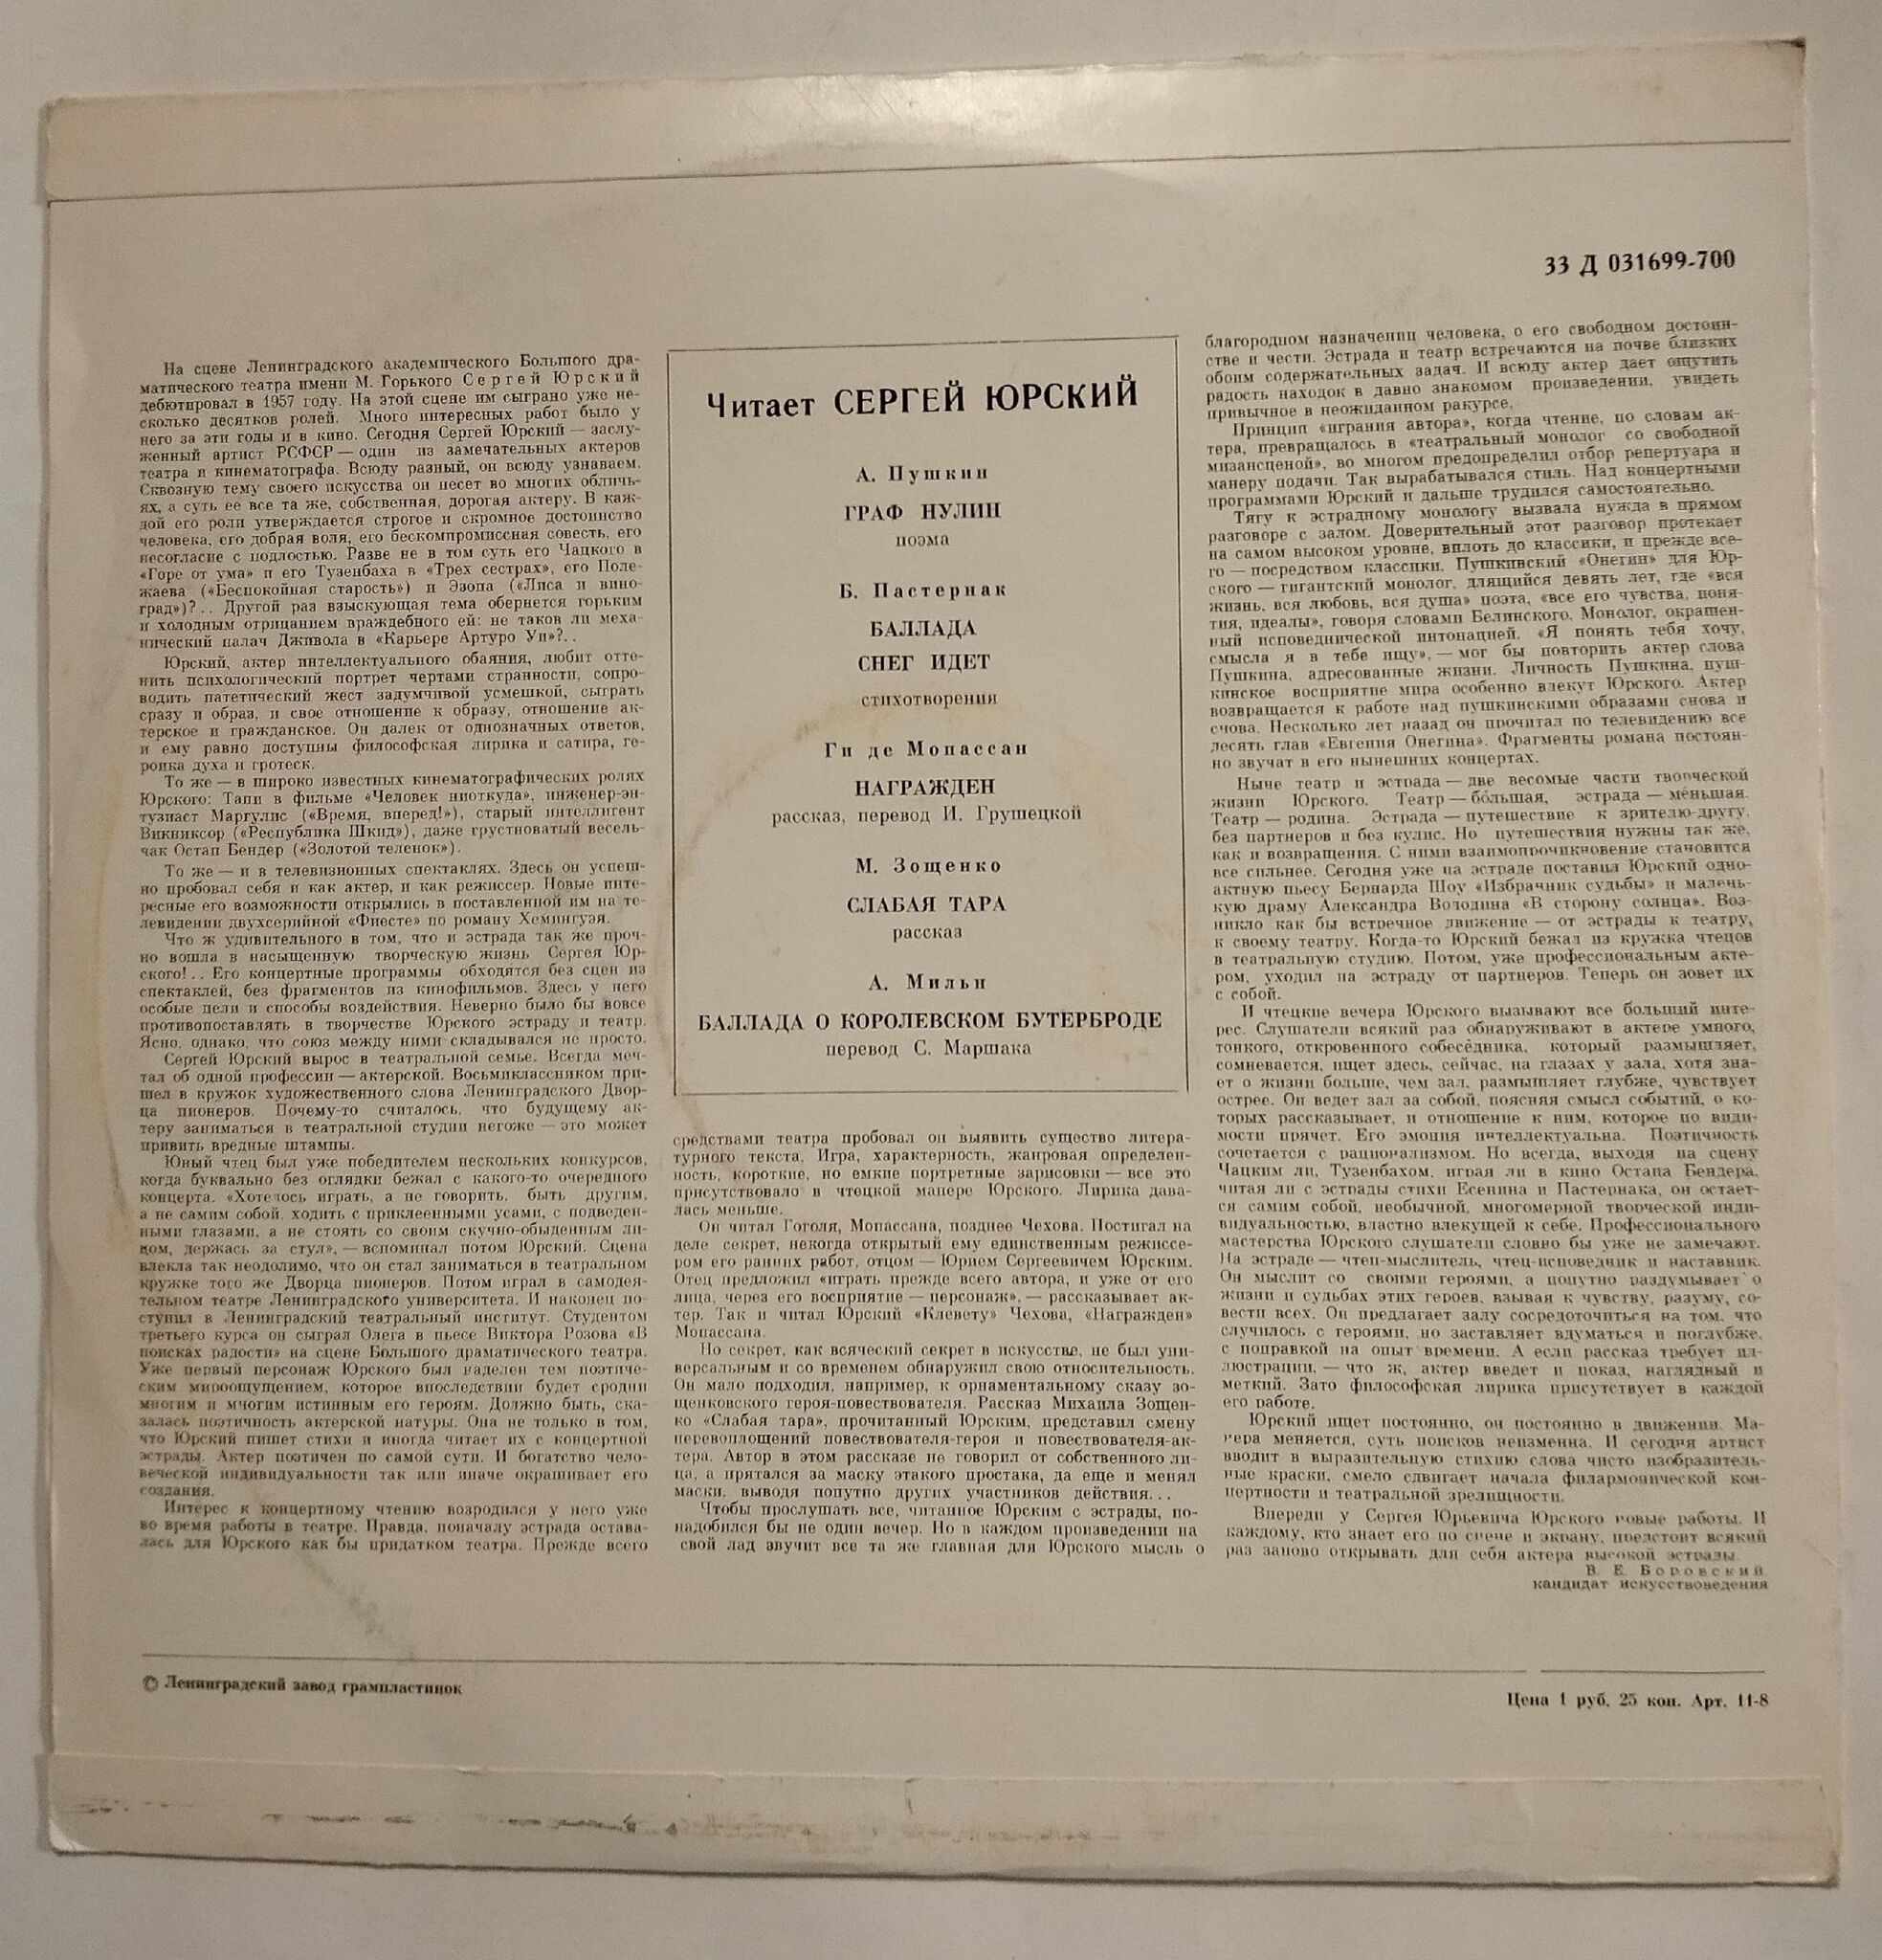 33 Д 031699-700
На сцене Ленинградского академического Большого дра-
матического театра имени М. Горького Сергей Юрский
дебютировал в 1957 году. На этой сцене им сыграно уже не-
сколько десятков ролей. Много интересных работ было у
него за эти годы и в кино. Сегодня Сергей Юрский — заслу-
женный артист РСФСР — один из замечательных актеров
театра и кинематографа. Всюду разный, он всюду узнаваем.
Сквозную тему своего искусства он несет во многих обличь-
ях, а суть ее все та же, собственная, дорогая актеру. В каж-
дой его роли утверждается строгое и скромное достоинство
человека, его добрая воля, его бескомпромиссная совесть, его
несогласие с подлостью. Разве не в том суть его Чацкого в
«Горе от ума» и его Тузенбаха в «Трех сестрах», его Поле-
жаева («Беспокойная старость») и Эзопа («Лиса и вино-
град»)?.. Другой раз взыскующая тема обернется горьким
и холодным отрицанием враждебного ей: не таков ли меха-
нический палач Дживола в «Карьере Артуро Уи»?..
Юрский, актер интеллектуального обаяния, любит отте-
нить психологический портрет чертами странности, сопро-
водить патетический жест задумчивой усмешкой, сыграть
сразу и образ, и свое отношение к образу, отношение ак-
терское и гражданское. Он далек от однозначных ответов,
и ему равно доступны философская лирика и сатира, ге-
роика духа и гротеск.
То же — в широко известных кинематографических ролях
Юрского: Тапи в фильме «Человек ниоткуда», инженер-эн-
тузиаст Маргулис («Время, вперед!»), старый интеллигент
Викниксор («Республика Шкид»), даже грустноватый весель-
чак Остап Бендер («Золотой теленок»).
То же — и в телевизионных спектаклях. Здесь он успеш-
но пробовал себя и как актер, и как режиссер. Новые инте-
ресные его возможности открылись в поставленной им на те-
левидении двухсерийной «Фиесте» по роману Хемингуэя.
Что ж удивительного в том, что и эстрада так же проч-
но вошла в насыщенную творческую жизнь Сергея Юр-
ского!.. Его концертные программы обходятся без сцен из
спектаклей, без фрагментов из кинофильмов. Здесь у него
особые цели и способы воздействия. Неверно было бы вовсе
противопоставлять в творчестве Юрского эстраду и театр.
Ясно, однако, что союз между ними складывался не просто.
Сергей Юрский вырос в театральной семье. Всегда меч-
тал об одной профессии — актерской. Восьмиклассником при-
шел в кружок художественного слова Ленинградского Двор-
ца пионеров. Почему-то считалось, что будущему ак-
теру заниматься в театральной студии негоже — это может
привить вредные штампы.
Юный чтец был уже победителем нескольких конкурсов,
когда буквально без оглядки бежал с какого-то очередного
концерта. «Хотелось играть, а не говорить, быть другим,
а не самим собой, ходить с приклеенными усами, с подведен-
ными глазами, а не стоять со своим скучно-обыденным ли-
цом, держась за стул», — вспоминал потом Юрский. Сцена
влекла так неодолимо, что он стал заниматься в театральном
кружке того же Дворца пионеров. Потом играл в самодея-
тельном театре Ленинградского университета. И наконец по-
ступил в Ленинградский театральный институт. Студентом
третьего курса он сыграл Олега в пьесе Виктора Розова «В
поисках радости» на сцене Большого драматического театра.
Уже первый персонаж Юрского был наделен тем поэтиче-
ским мироощущением, которое впоследствии будет сродни
многим и многим истинным его героям. Должно быть, ска-
залась поэтичность актерской натуры. Она не только в том,
что Юрский пишет стихи и иногда читает их с концертной
эстрады. Актер поэтичен по самой сути. И богатство чело-
веческой индивидуальности так или иначе окрашивает его
создания.
Интерес к концертному чтению возродился у него уже
во время работы в театре. Правда, поначалу эстрада остава-
лась для Юрского как бы придатком театра. Прежде всего
Читает СЕРГЕЙ ЮРСКИЙ
А. Пушкин
ГРАФ НУЛИН
поэма
Б. Пастернак
БАЛЛАДА
СНЕГ ИДЕТ
стихотворения
Ги де Мопассан
НАГРАЖДЕН
рассказ, перевод И. Грушецкой
М. Зощенко
СЛАБАЯ ТАРА
рассказ
А. Мильн
БАЛЛАДА О КОРОЛЕВСКОМ БУТЕРБРОДЕ
перевод С. Маршака
средствами театра пробовал он выявить существо литера-
турного текста. Игра, характерность, жанровая определен-
ность, короткие, но емкие портретные зарисовки — все это
присутствовало в чтецкой манере Юрского. Лирика дава-
лась меньше.
Он читал Гоголя, Мопассана, позднее Чехова. Постигал на
деле секрет, некогда открытый ему единственным режиссе-
ром его ранних работ, отцом — Юрием Сергеевичем Юрским.
Отец предложил «играть прежде всего автора, и уже от его
лица, через его восприятие — персонаж», — рассказывает ак-
тер. Так и читал Юрский «Клевету» Чехова, «Награжден»
Мопассана.
Но секрет, как всяческий секрет в искусстве, не был уни-
версальным и со временем обнаружил свою относительность.
Он мало подходил, например, к орнаментальному сказу зо-
щенковского героя-повествователя. Рассказ Михаила Зощен-
ко «Слабая тара», прочитанный Юрским, представил смену
перевоплощений повествователя-героя и повествователя-ак-
тера. Автор в этом рассказе не говорил от собственного ли-
ца, а прятался за маску этакого простака, да еще и менял
маски, выводя попутно других участников действия...
Чтобы прослушать все, читанное Юрским с эстрады, по-
надобился бы не один вечер. Но в каждом произведении на
свой лад звучит все та же главная для Юрского мысль о
благородном назначении человека, о его свободном достоин-
стве и чести. Эстрада и театр встречаются на почве близких
обоим содержательных задач. И всюду актер дает ощутить
радость находок в давно знакомом произведении, увидеть
привычное в неожиданном ракурсе.
Принцип «играния автора», когда чтение, по словам ак-
тера, превращалось в «театральный монолог со свободной
мизансценой», во многом предопределил отбор репертуара и
манеру подачи. Так вырабатывался стиль. Над концертными
программами Юрский и дальше трудился самостоятельно.
Тягу к эстрадному монологу вызвала нужда в прямом
разговоре с залом. Доверительный этот разговор протекает
на самом высоком уровне, вплоть до классики, и прежде все-
го — посредством классики. Пушкинский «Онегин» для Юр-
ского — гигантский монолог, длящийся девять лет, где «вся
жизнь, вся любовь, вся душа» поэта, «все его чувства, поня-
тия, идеалы», говоря словами Белинского. Монолог, окрашен-
ный исповеднической интонацией. «Я понять тебя хочу,
смысла я в тебе ищу», — мог бы повторить актер слова
Пушкина, адресованные жизни. Личность Пушкина, пуш-
кинское восприятие мира особенно влекут Юрского. Актер
возвращается к работе над пушкинскими образами снова и
снова. Несколько лет назад он прочитал по телевидению все
десять глав «Евгения Онегина». Фрагменты романа постоян-
но звучат в его нынешних концертах.
Ныне театр и эстрада — две весомые части творческой
жизни Юрского. Театр — бо́льшая, эстрада — ме́ньшая.
Театр — родина. Эстрада — путешествие к зрителю-другу,
без партнеров и без кулис. Но путешествия нужны так же,
как и возвращения. С ними взаимопроникновение становится
все сильнее. Сегодня уже на эстраде поставил Юрский одно-
актную пьесу Бернарда Шоу «Избранник судьбы» и малень-
кую драму Александра Володина «В сторону солнца». Воз-
никло как бы встречное движение — от эстрады к театру,
к своему театру. Когда-то Юрский бежал из кружка чтецов
в театральную студию. Потом, уже профессиональным акте-
ром, уходил на эстраду от партнеров. Теперь он зовет их
с собой.
И чтецкие вечера Юрского вызывают все больший инте-
рес. Слушатели всякий раз обнаруживают в актере умного,
тонкого, откровенного собеседника, который размышляет,
сомневается, ищет здесь, сейчас, на глазах у зала, хотя зна-
ет о жизни больше, чем зал, размышляет глубже, чувствует
острее. Он ведет зал за собой, поясняя смысл событий, о ко-
торых рассказывает, и отношение к ним, которое по види-
мости прячет. Его эмоция интеллектуальна. Поэтичность
сочетается с рационализмом. Но всегда, выходя на сцену
Чацким ли, Тузенбахом, играя ли в кино Остапа Бендера,
читая ли с эстрады стихи Есенина и Пастернака, он остает-
ся самим собой, необычной, многомерной творческой инди-
видуальностью, властно влекущей к себе. Профессионального
мастерства Юрского слушатели словно бы уже не замечают.
На эстраде — чтец-мыслитель, чтец-исповедник и наставник.
Он мыслит со своими героями, а попутно раздумывает о
жизни и судьбах этих героев, взывая к чувству, разуму, со-
вести всех. Он предлагает залу сосредоточиться на том, что
случилось с героями, но заставляет вдуматься и поглубже,
с поправкой на опыт времени. А если рассказ требует ил-
люстрации, — что ж, актер введет и показ, наглядный и
меткий. Зато философская лирика присутствует в каждой
его работе.
Юрский ищет постоянно, он постоянно в движении. Ма-
нера меняется, суть поисков неизменна. И сегодня артист
вводит в выразительную стихию слова чисто изобразитель-
ные краски, смело сдвигает начала филармонической кон-
цертности и театральной зрелищности.
Впереди у Сергея Юрьевича Юрского новые работы. И
каждому, кто знает его по сцене и экрану, предстоит всякий
раз заново открывать для себя актера высокой эстрады.
В. Е. Боровский,
кандидат искусствоведения
© Ленинградский завод грампластинок
Цена 1 руб. 25 коп. Арт. 11-8